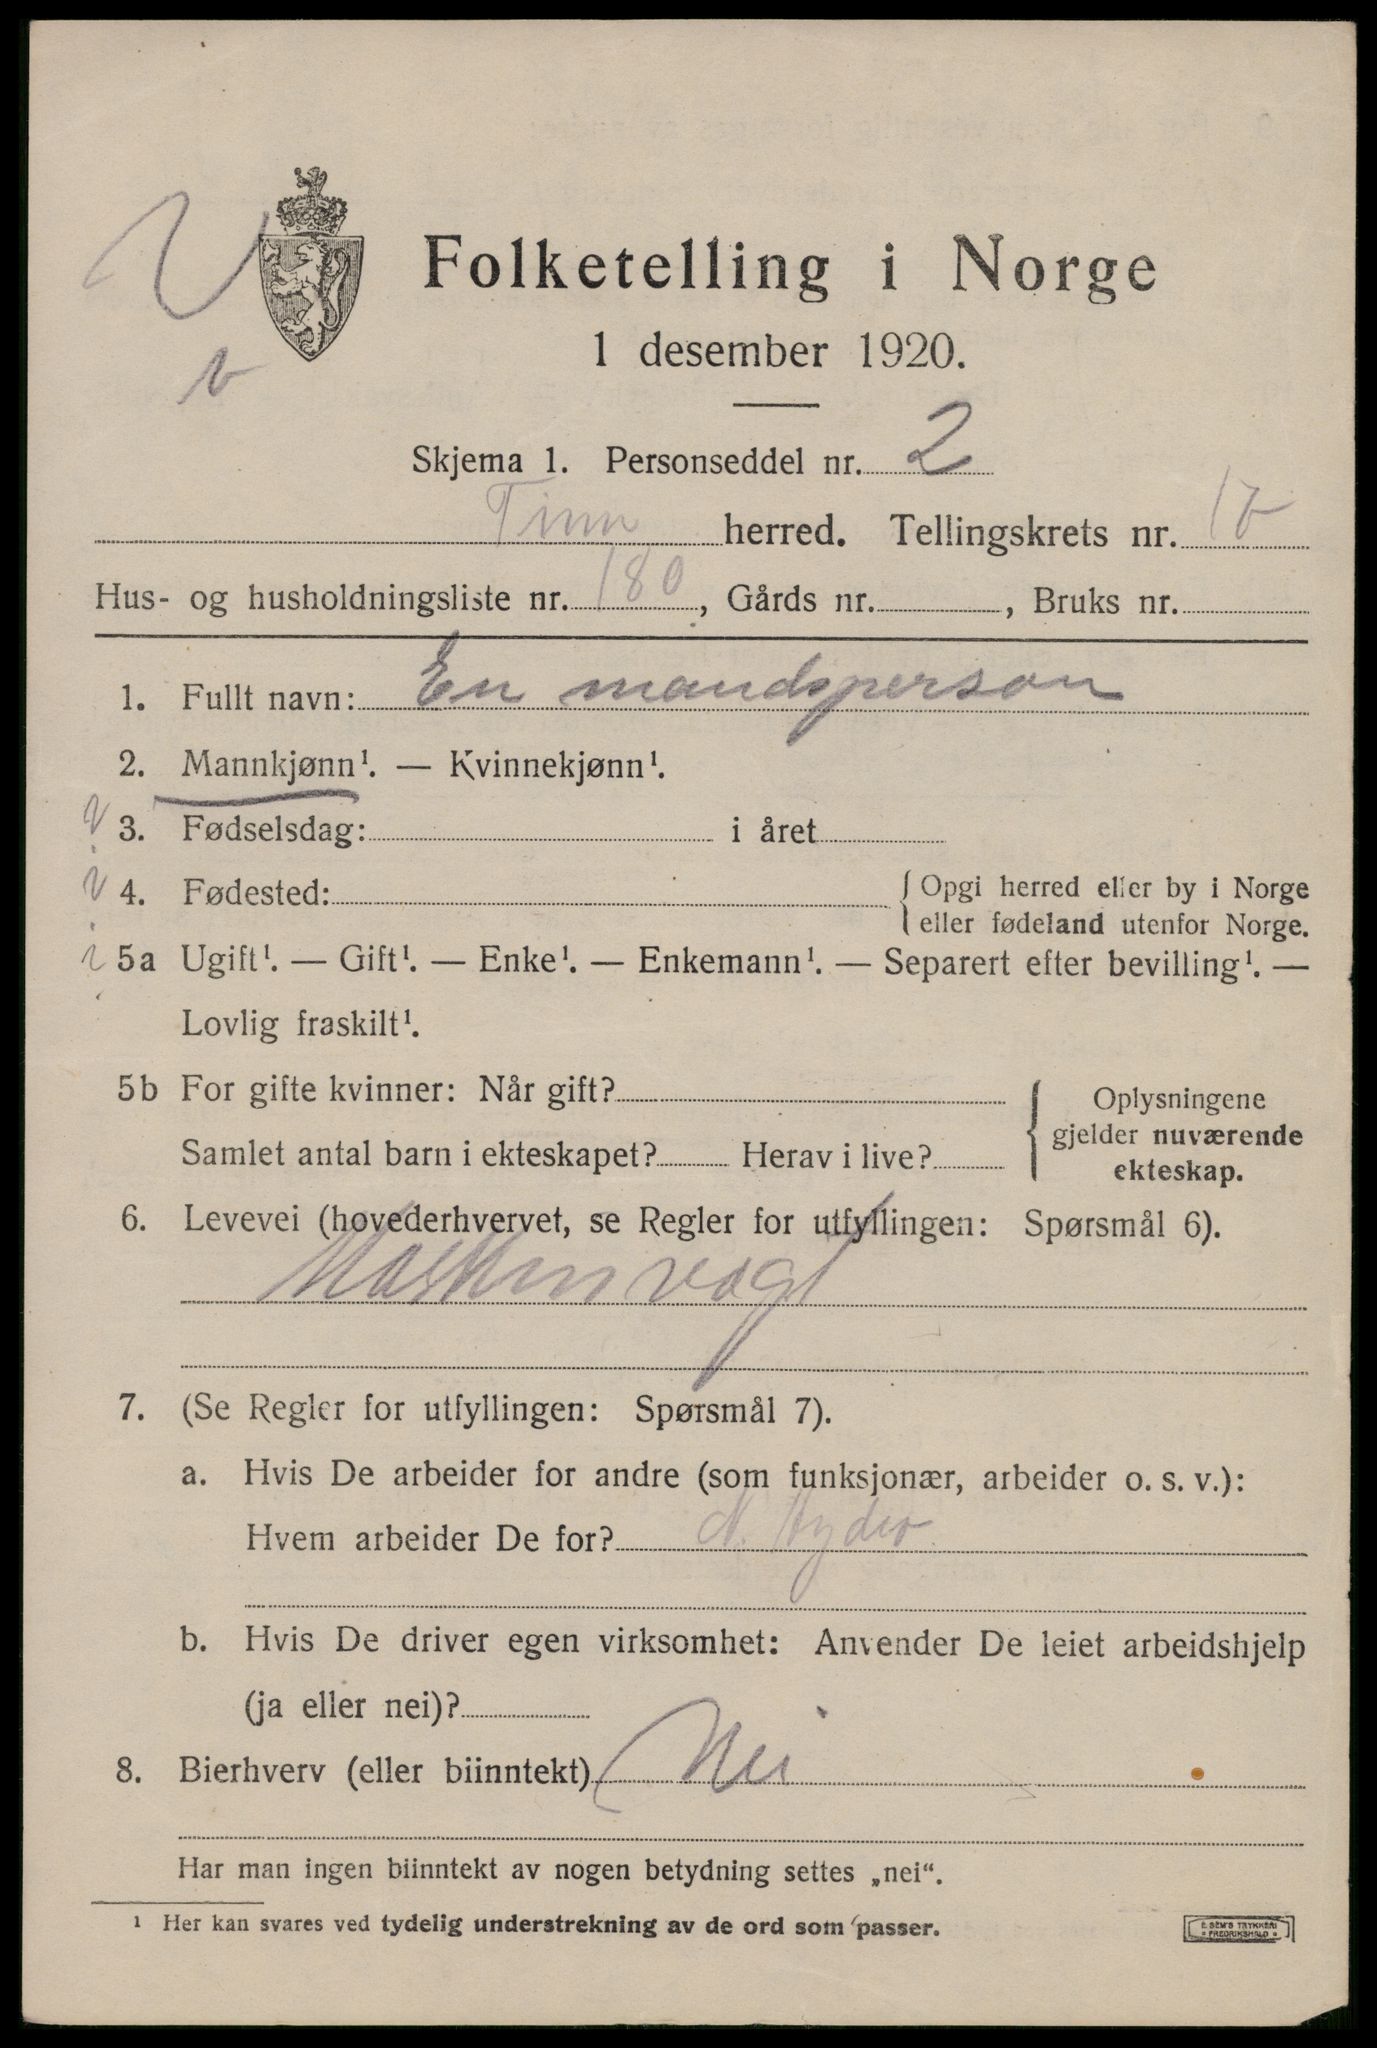 Folketelling i Norge
1 desember 1920.
Skjema 1. Personseddel nr. 2
Tinn herred. Tellingskrets nr.
Hus- og husholdningsliste nr. 180, Gårds nr. , Bruks nr.
1. Fullt navn: En mandsperson
2. Mannkjønn¹. — Kvinnekjønn¹.
3. Fødselsdag: i året
4. Fødested: { Opgi herred eller by i Norge
eller fødeland utenfor Norge.
5a Ugift¹. — Gift¹. — Enke¹. — Enkemann¹. — Separert efter bevilling¹. —
Lovlig fraskilt¹.
5b For gifte kvinner: Når gift?
Samlet antal barn i ekteskapet? Herav i live?
{ Oplysningene
gjelder nuværende
ekteskap.
6. Levevei (hovederhvervet, se Regler for utfyllingen: Spørsmål 6).
Maskinvogt
7. (Se Regler for utfyllingen: Spørsmål 7).
a. Hvis De arbeider for andre (som funksjonær, arbeider o. s. v.):
Hvem arbeider De for? N. Hydro
b. Hvis De driver egen virksomhet: Anvender De leiet arbeidshjelp
(ja eller nei)?
8. Bierhverv (eller biinntekt) Nei
Har man ingen biinntekt av nogen betydning settes „nei“.
¹ Her kan svares ved tydelig understrekning av de ord som passer.
E. SEM'S TRYKKERI
FREDRIKSHALD